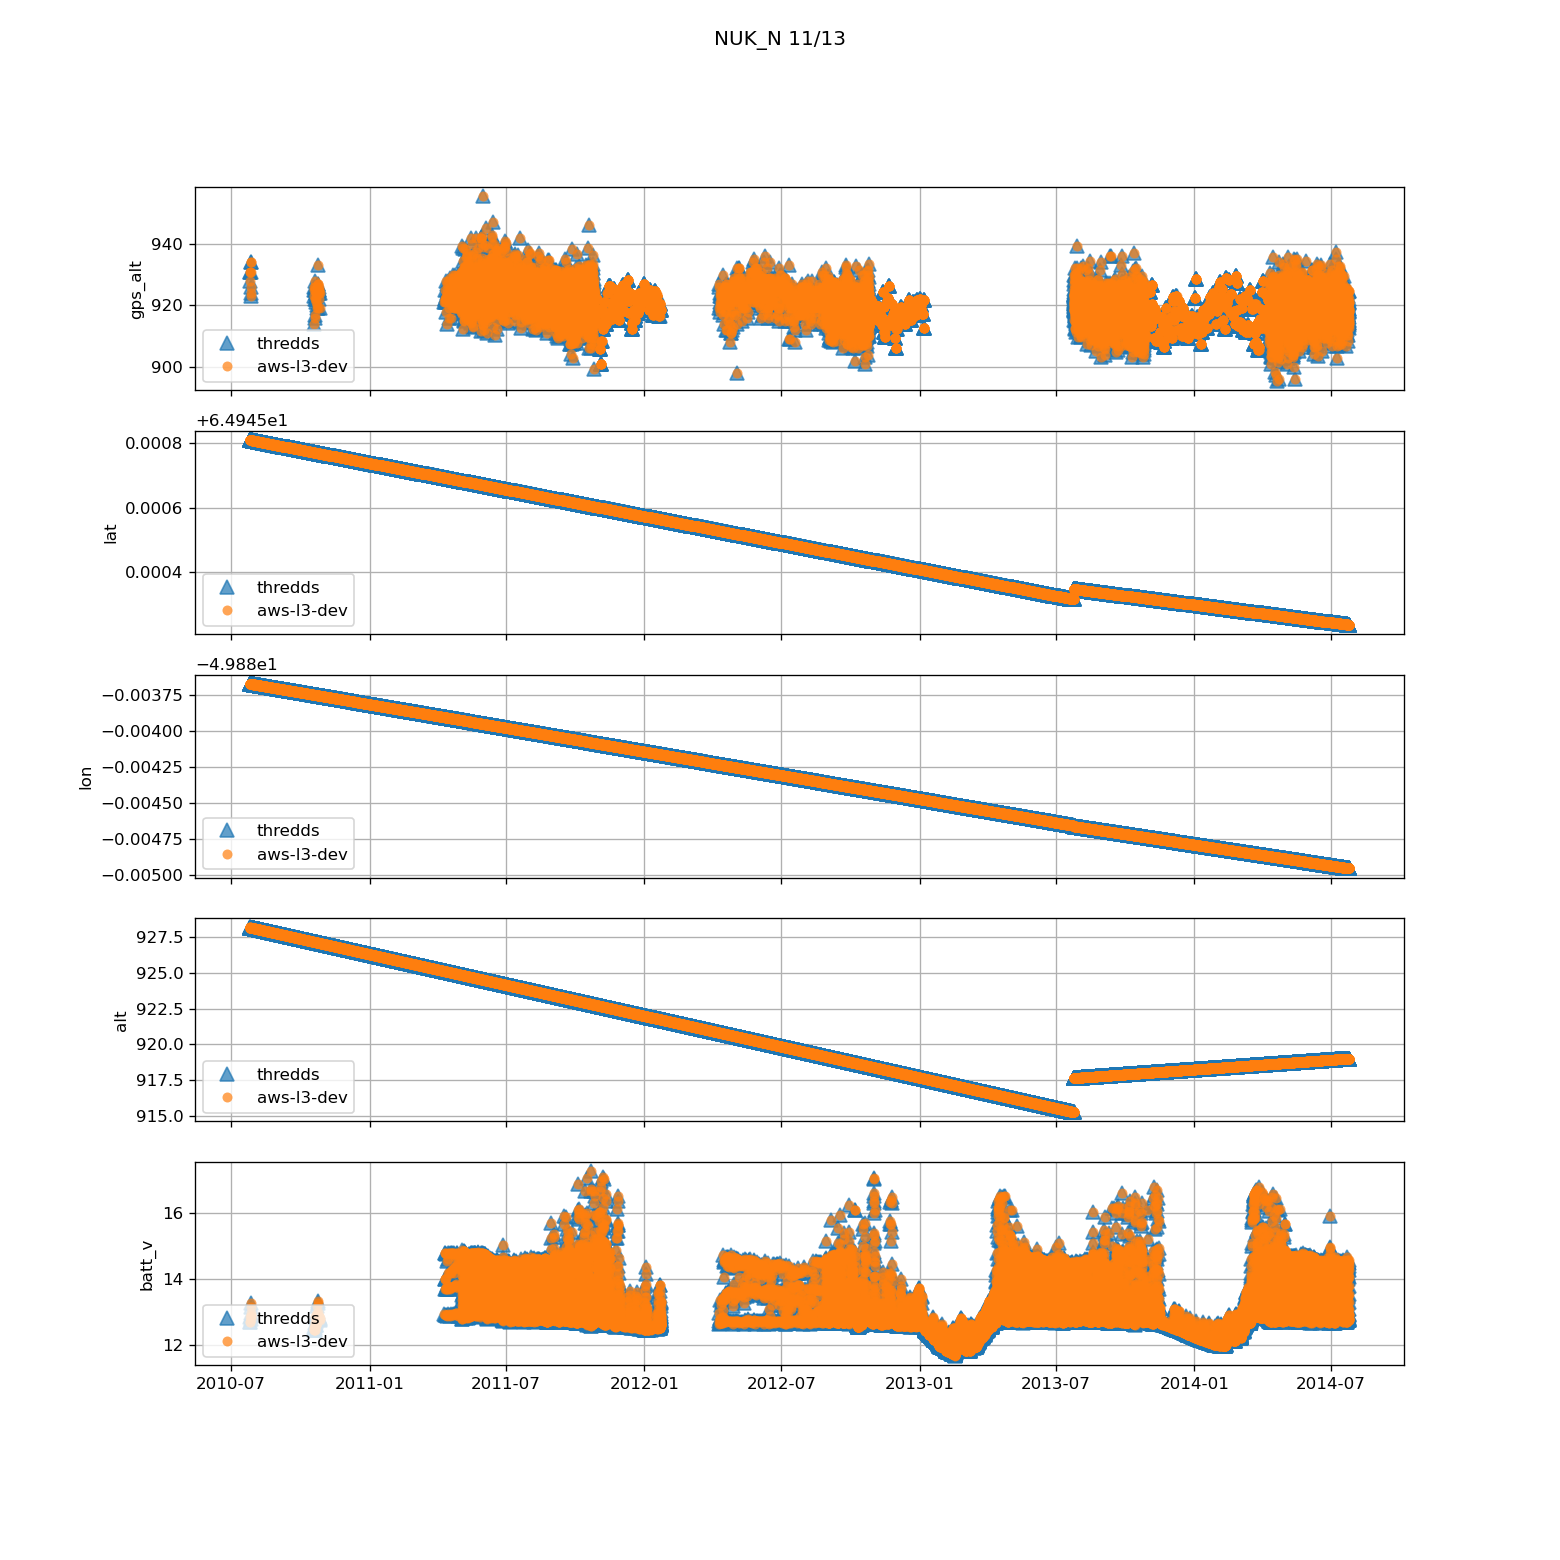 NUK_N 11/13
940
920
900
gps_alt
thredds
aws-l3-dev
+6.4945e1
0.0008
0.0006
0.0004
lat
thredds
aws-l3-dev
−4.988e1
−0.00375
−0.00400
−0.00425
−0.00450
−0.00475
−0.00500
lon
thredds
aws-l3-dev
927.5
925.0
922.5
920.0
917.5
915.0
alt
thredds
aws-l3-dev
16
14
12
batt_v
thredds
aws-l3-dev
2010-07 2011-01 2011-07 2012-01 2012-07 2013-01 2013-07 2014-01 2014-07